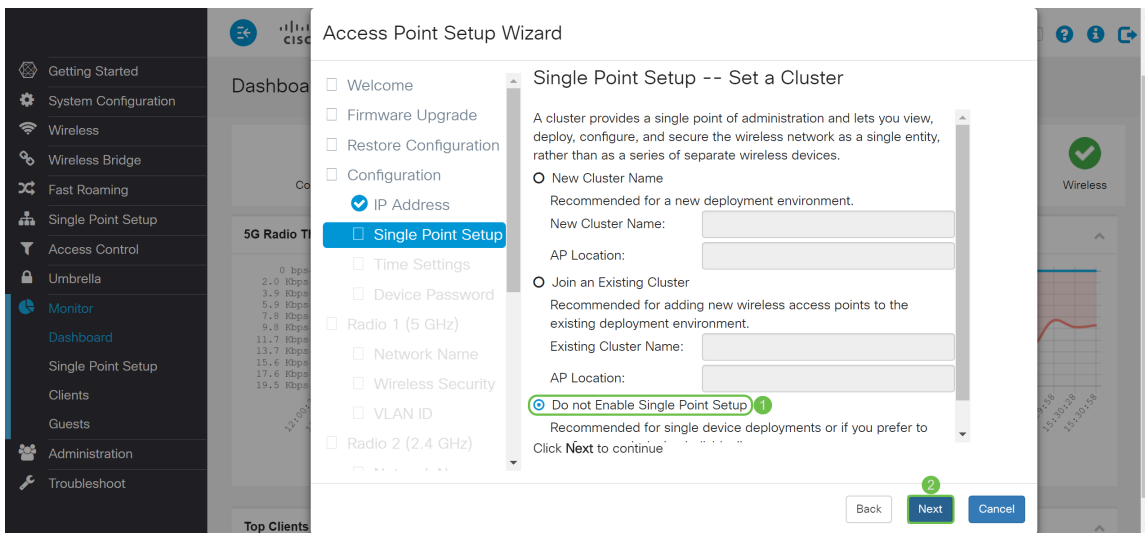 cisc
Getting Started
System Configuration
Wireless
Wireless Bridge
Fast Roaming
Single Point Setup
Access Control
Umbrella
Monitor
Dashboard
Single Point Setup
Clients
Guests
Administration
Troubleshoot
Dashboa
Co
Wireless
5G Radio T
0 bps
2.0 Kbps
3.9 Kbps
5.9 Kbps
7.8 Kbps
9.8 Kbps
11.7 Kbps
13.7 Kbps
15.6 Kbps
17.6 Kbps
19.5 Kbps
15:30:28
15:30:58
Top Clients
Access Point Setup Wizard
Welcome
Firmware Upgrade
Restore Configuration
Configuration
IP Address
Single Point Setup
Time Settings
Device Password
Radio 1 (5 GHz)
Network Name
Wireless Security
VLAN ID
Radio 2 (2.4 GHz)
Single Point Setup -- Set a Cluster
A cluster provides a single point of administration and lets you view,
deploy, configure, and secure the wireless network as a single entity,
rather than as a series of separate wireless devices.
New Cluster Name
Recommended for a new deployment environment.
New Cluster Name:
AP Location:
Join an Existing Cluster
Recommended for adding new wireless access points to the
existing deployment environment.
Existing Cluster Name:
AP Location:
Do not Enable Single Point Setup 1
Recommended for single device deployments or if you prefer to
Click Next to continue
2
Back Next Cancel